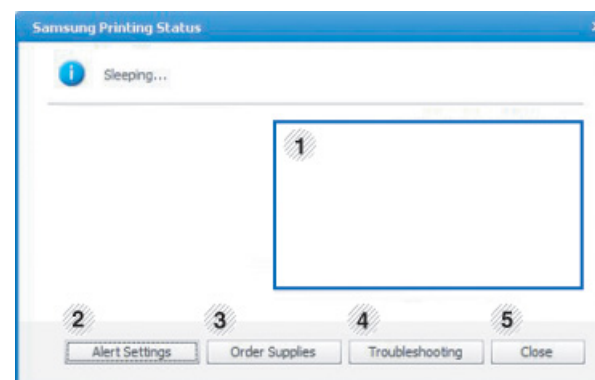 Samsung Printing Status
Sleeping...
1
2 3 4 5
Alert Settings Order Supplies Troubleshooting Close